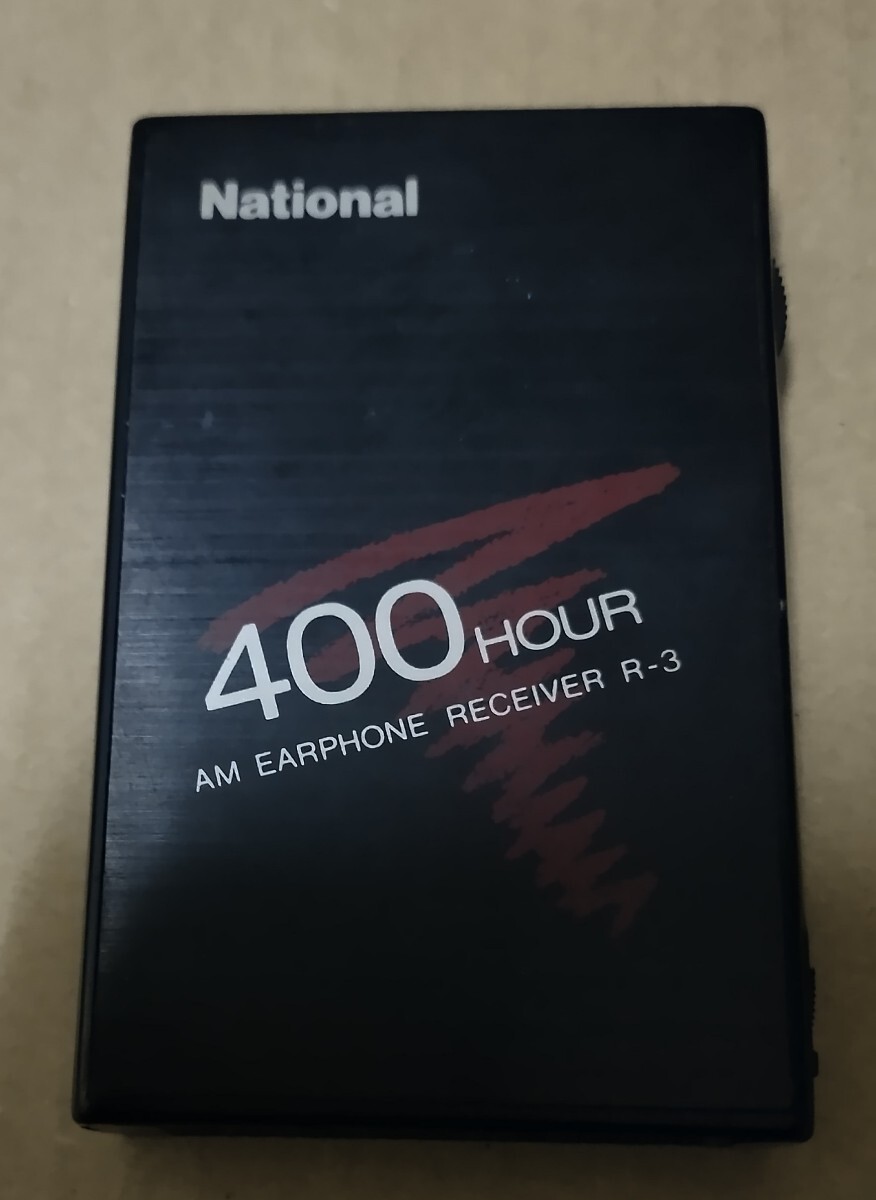 National
400 HOUR
AM EARPHONE RECEIVER R-3